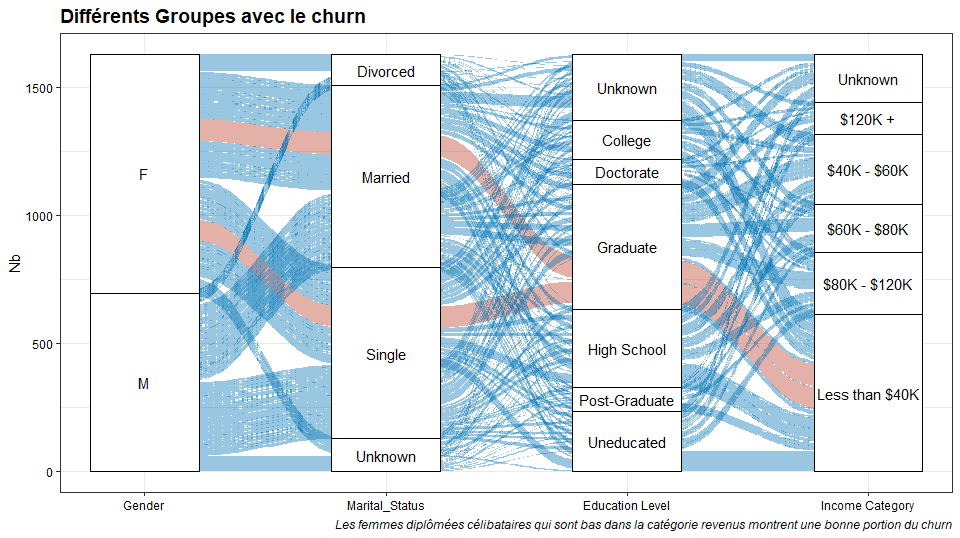 Différents Groupes avec le churn
Nb
1500
1000
500
0
F
M
Divorced
Married
Single
Unknown
Unknown
College
Doctorate
Graduate
High School
Post-Graduate
Uneducated
Unknown
$120K +
$40K - $60K
$60K - $80K
$80K - $120K
Less than $40K
Gender
Marital_Status
Education Level
Income Category
Les femmes diplômées célibataires qui sont bas dans la catégorie revenus montrent une bonne portion du churn